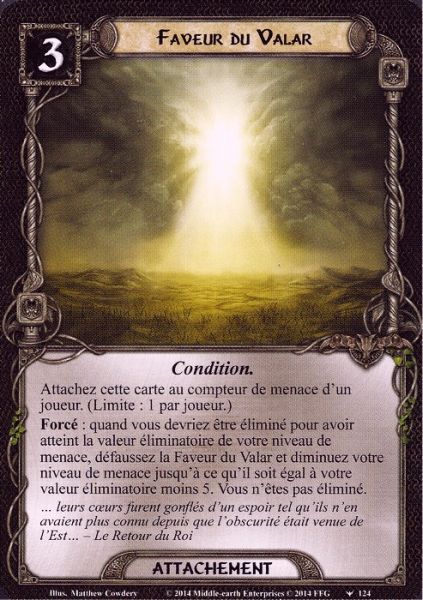 3
FAVEUR DU VALAR
Condition.
Attachez cette carte au compteur de menace d'un
joueur. (Limite : 1 par joueur.)
Forcé : quand vous devriez être éliminé pour avoir
atteint la valeur éliminatoire de votre niveau de
menace, défaussez la Faveur du Valar et diminuez votre
niveau de menace jusqu'à ce qu'il soit égal à votre
valeur éliminatoire moins 5. Vous n'êtes pas éliminé.
… leurs cœurs furent gonflés d'un espoir tel qu'ils n'en
avaient plus connu depuis que l'obscurité était venue de
l'Est… – Le Retour du Roi
ATTACHEMENT
Illus. Matthew Cowdery © 2014 Middle-earth Enterprises © 2014 FFG 124